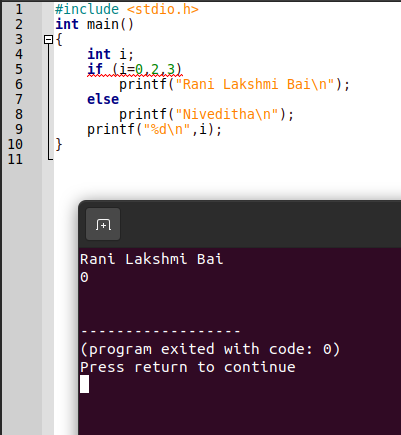 1 #include <stdio.h>
2 int main()
3 {
4 int i;
5 if (i=0,2,3)
6 printf("Rani Lakshmi Bai\n");
7 else
8 printf("Niveditha\n");
9 printf("%d\n",i);
10 }
11
Rani Lakshmi Bai
0
------------------
(program exited with code: 0)
Press return to continue